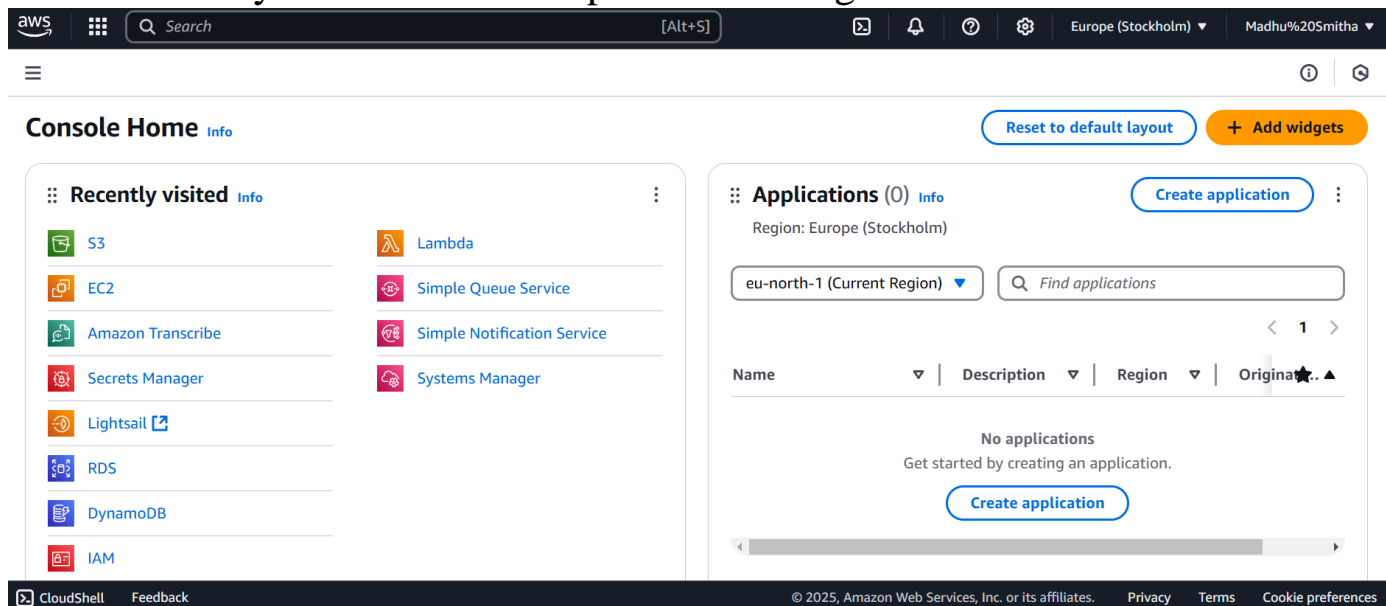 aws
Search [Alt+S]
Europe (Stockholm) ▼
Madhu%20Smitha ▼
Console Home Info
Reset to default layout
+ Add widgets
Recently visited Info
S3
EC2
Amazon Transcribe
Secrets Manager
Lightsail
RDS
DynamoDB
IAM
Lambda
Simple Queue Service
Simple Notification Service
Systems Manager
Applications (0) Info
Create application
Region: Europe (Stockholm)
eu-north-1 (Current Region) ▼
Find applications
1
Name
Description
Region
No applications
Get started by creating an application.
Create application
CloudShell Feedback
© 2025, Amazon Web Services, Inc. or its affiliates. Privacy Terms Cookie preferences